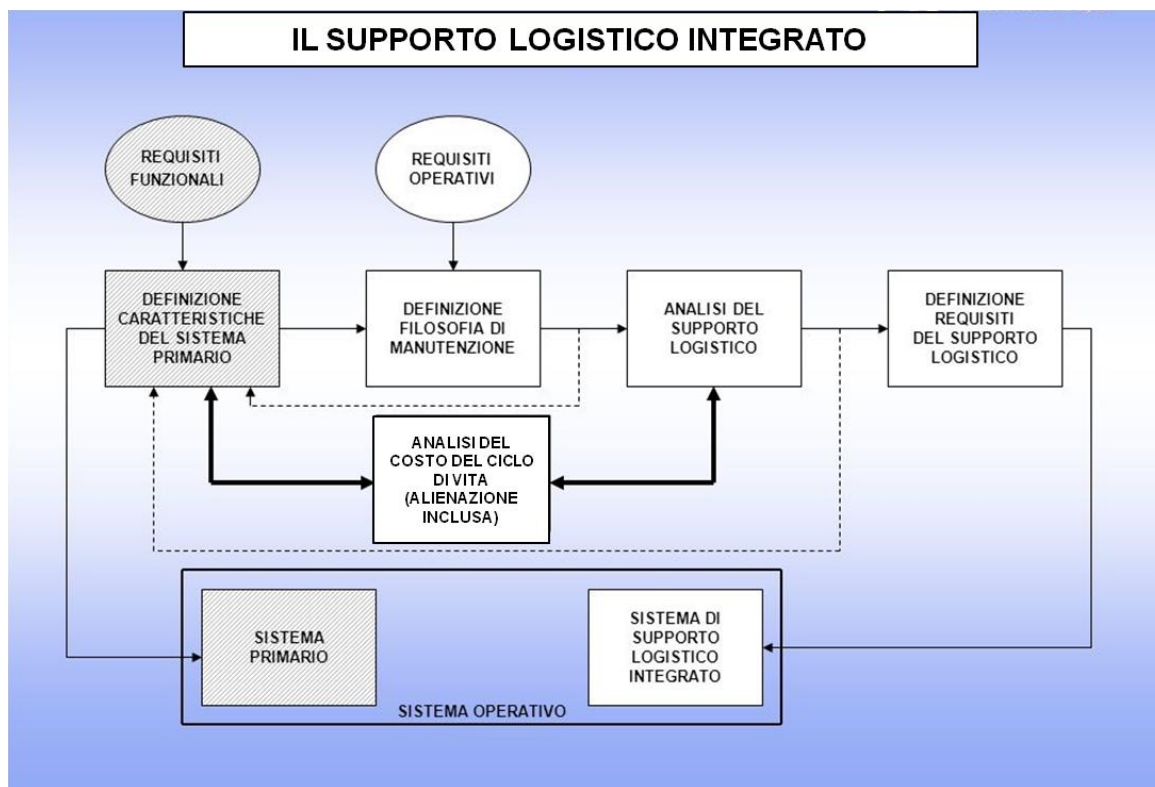 IL SUPPORTO LOGISTICO INTEGRATO
REQUISITI
FUNZIONALI
REQUISITI
OPERATIVI
DEFINIZIONE
CARATTERISTICHE
DEL SISTEMA
PRIMARIO
DEFINIZIONE
FILOSOFIA DI
MANUTENZIONE
ANALISI DEL
SUPPORTO
LOGISTICO
DEFINIZIONE
REQUISITI
DEL SUPPORTO
LOGISTICO
ANALISI DEL
COSTO DEL CICLO
DI VITA
(ALIENAZIONE
INCLUSA)
SISTEMA
PRIMARIO
SISTEMA DI
SUPPORTO
LOGISTICO
INTEGRATO
SISTEMA OPERATIVO